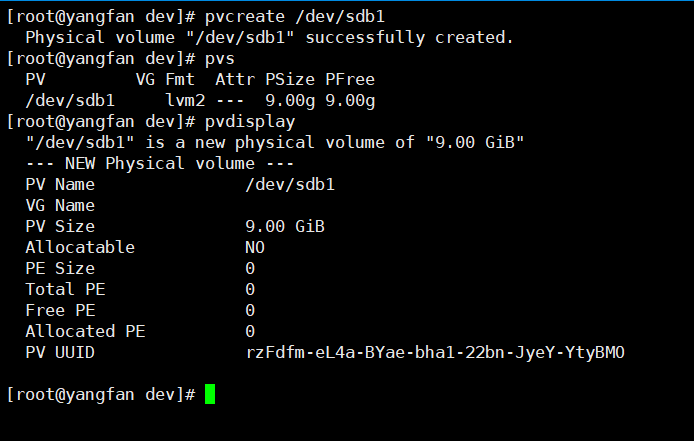 [root@yangfan dev]# pvcreate /dev/sdb1
  Physical volume "/dev/sdb1" successfully created.
[root@yangfan dev]# pvs
  PV         VG Fmt  Attr PSize PFree
  /dev/sdb1     lvm2 ---  9.00g 9.00g
[root@yangfan dev]# pvdisplay
  "/dev/sdb1" is a new physical volume of "9.00 GiB"
  --- NEW Physical volume ---
  PV Name               /dev/sdb1
  VG Name
  PV Size               9.00 GiB
  Allocatable           NO
  PE Size               0
  Total PE              0
  Free PE               0
  Allocated PE          0
  PV UUID               rzFdfm-eL4a-BYae-bha1-22bn-JyeY-YtyBMO
[root@yangfan dev]#